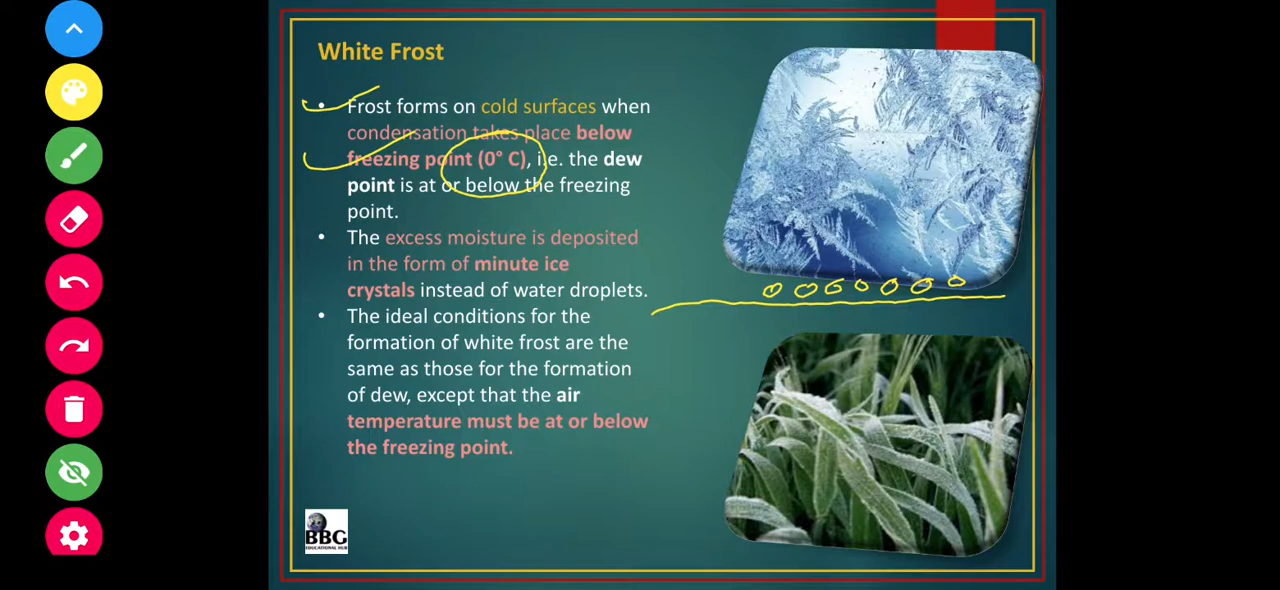 White Frost
• Frost forms on cold surfaces when
condensation takes place below
freezing point (0° C), i.e. the dew
point is at or below the freezing
point.
• The excess moisture is deposited
in the form of minute ice
crystals instead of water droplets.
• The ideal conditions for the
formation of white frost are the
same as those for the formation
of dew, except that the air
temperature must be at or below
the freezing point.
BBG
EDUCATIONAL HUB